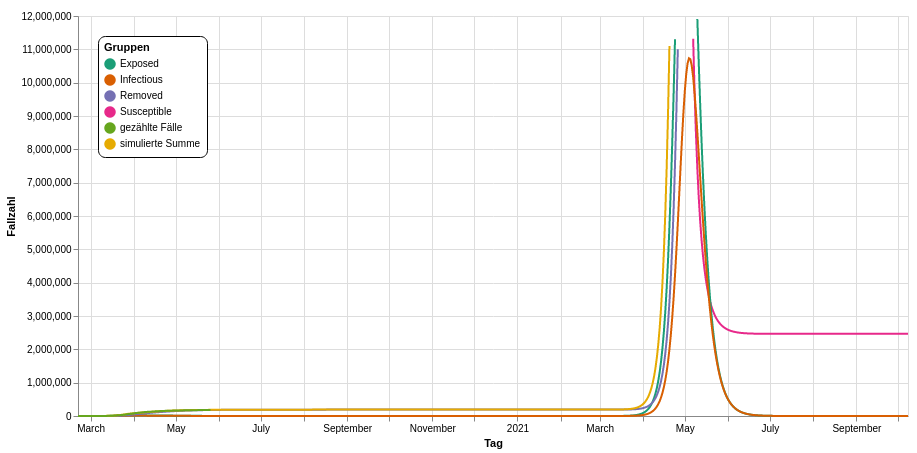 12,000,000
11,000,000
10,000,000
9,000,000
8,000,000
7,000,000
6,000,000
5,000,000
4,000,000
3,000,000
2,000,000
1,000,000
0
Fallzahl
Gruppen
Exposed
Infectious
Removed
Susceptible
gezählte Fälle
simulierte Summe
March May July September November 2021 March May July September
Tag